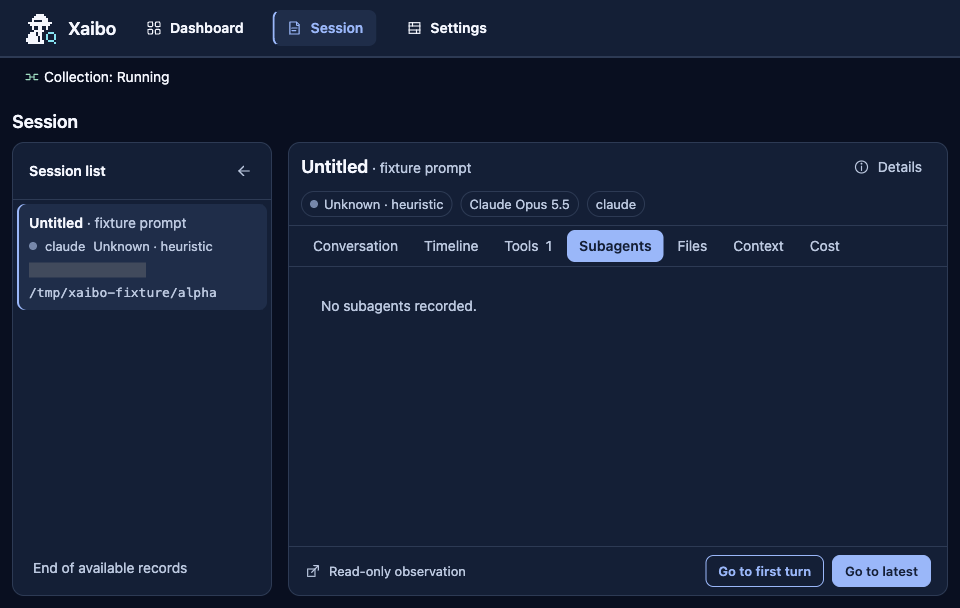 Xaibo Dashboard Session Settings
Collection: Running
Session
Session list
Untitled · fixture prompt
claude Unknown · heuristic
/tmp/xaibo-fixture/alpha
End of available records
Untitled · fixture prompt
Details
Unknown · heuristic Claude Opus 5.5 claude
Conversation Timeline Tools 1 Subagents Files Context Cost
No subagents recorded.
Read-only observation
Go to first turn Go to latest